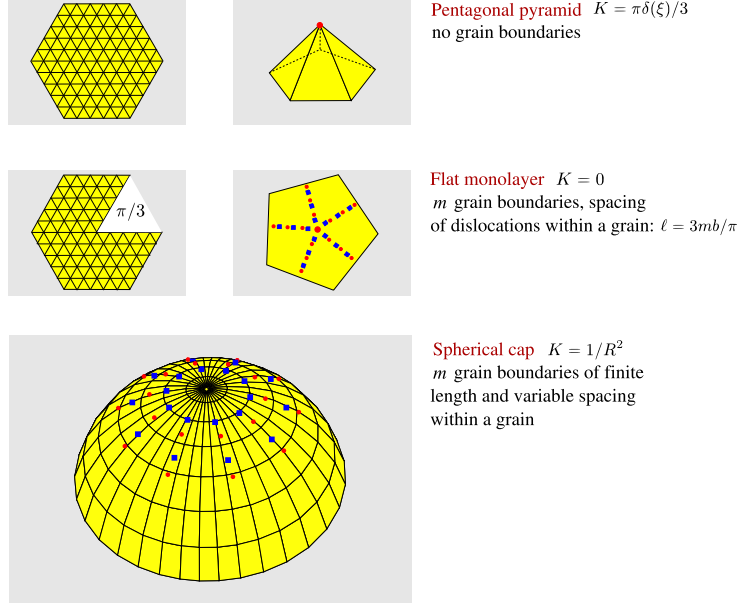 Pentagonal pyramid K = πδ(ξ)/3
no grain boundaries
π/3
Flat monolayer K = 0
m grain boundaries, spacing
of dislocations within a grain: ℓ = 3mb/π
Spherical cap K = 1/R²
m grain boundaries of finite
length and variable spacing
within a grain